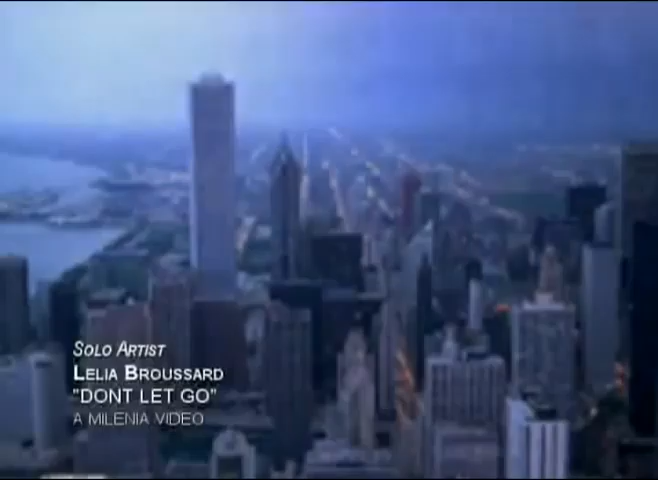 SOLO ARTIST
LELIA BROUSSARD
"DONT LET GO"
A MILENIA VIDEO